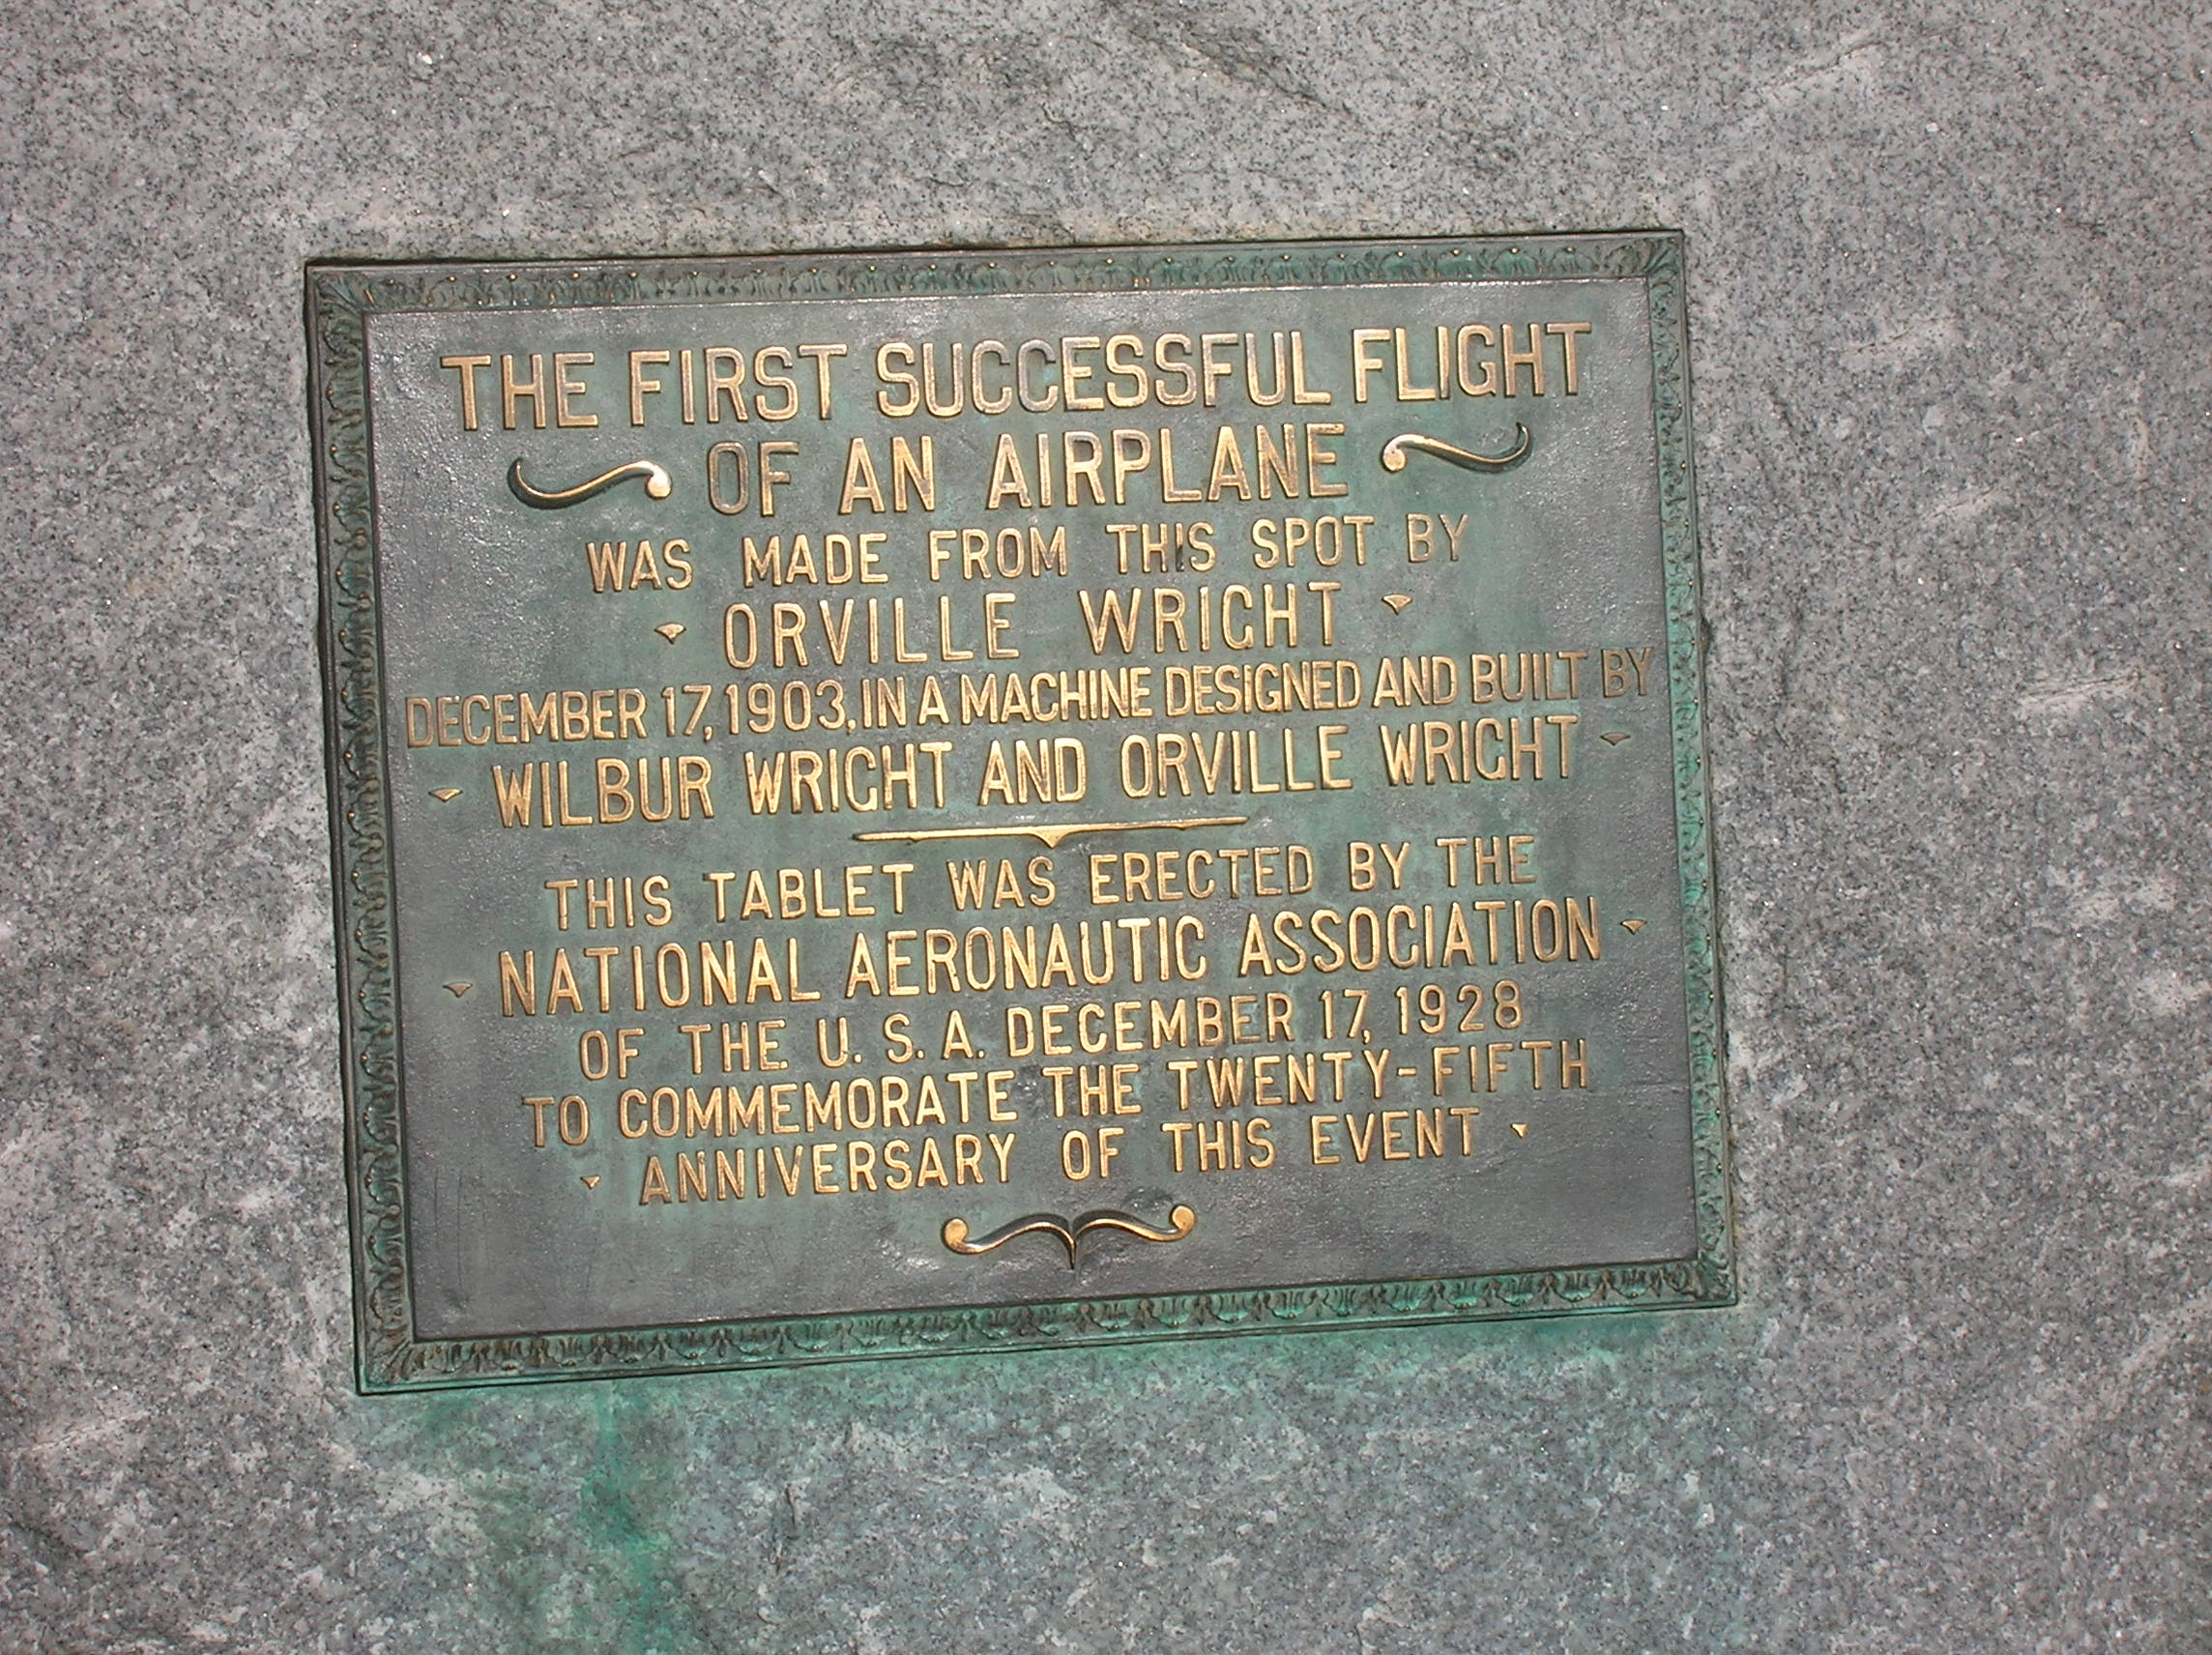 THE FIRST SUCCESSFUL FLIGHT
OF AN AIRPLANE
WAS MADE FROM THIS SPOT BY
ORVILLE WRIGHT
DECEMBER 17, 1903, IN A MACHINE DESIGNED AND BUILT BY
WILBUR WRIGHT AND ORVILLE WRIGHT
THIS TABLET WAS ERECTED BY THE
NATIONAL AERONAUTIC ASSOCIATION
OF THE U. S. A. DECEMBER 17, 1928
TO COMMEMORATE THE TWENTY-FIFTH
ANNIVERSARY OF THIS EVENT